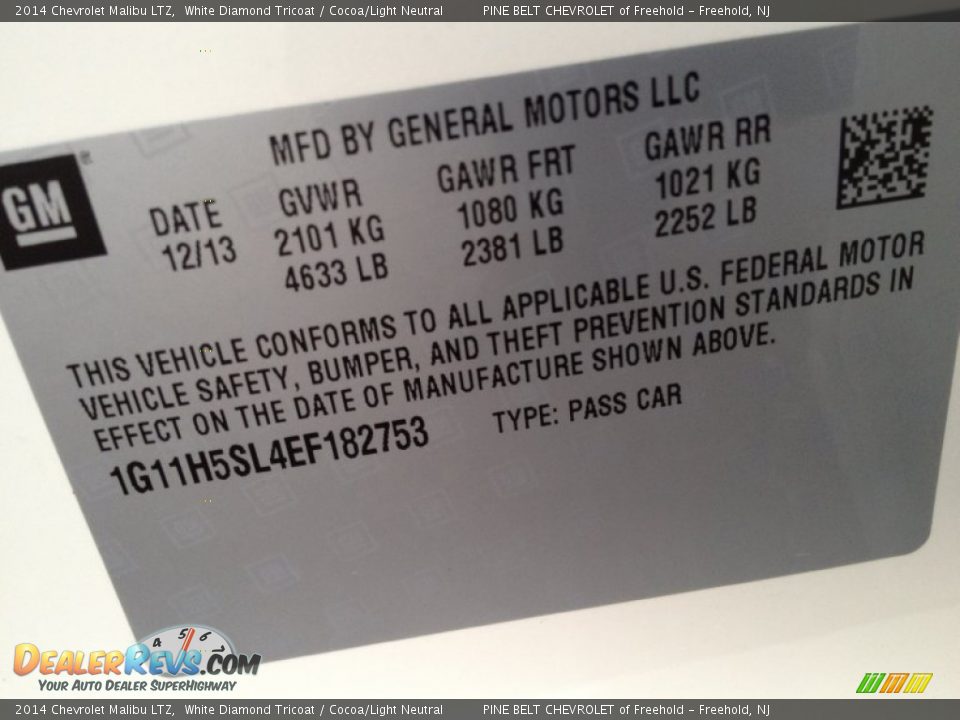 2014 Chevrolet Malibu LTZ, White Diamond Tricoat / Cocoa/Light Neutral PINE BELT CHEVROLET of Freehold - Freehold, NJ
MFD BY GENERAL MOTORS LLC
GM®
DATE GVWR GAWR FRT GAWR RR
12/13 2101 KG 1080 KG 1021 KG
4633 LB 2381 LB 2252 LB
THIS VEHICLE CONFORMS TO ALL APPLICABLE U.S. FEDERAL MOTOR
VEHICLE SAFETY, BUMPER, AND THEFT PREVENTION STANDARDS IN
EFFECT ON THE DATE OF MANUFACTURE SHOWN ABOVE.
1G11H5SL4EF182753 TYPE: PASS CAR
4 5 6
DEALERREVS.COM
YOUR AUTO DEALER SUPERHIGHWAY
2014 Chevrolet Malibu LTZ, White Diamond Tricoat / Cocoa/Light Neutral PINE BELT CHEVROLET of Freehold - Freehold, NJ